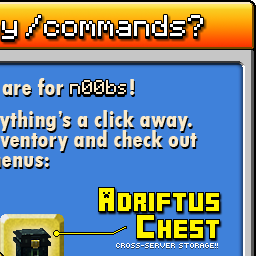 y /commands?
are for n00bs!
ything's a click away.
ventory and check out
enus:
ADRIFTUS
CHEST
CROSS-SERVER STORAGE!!